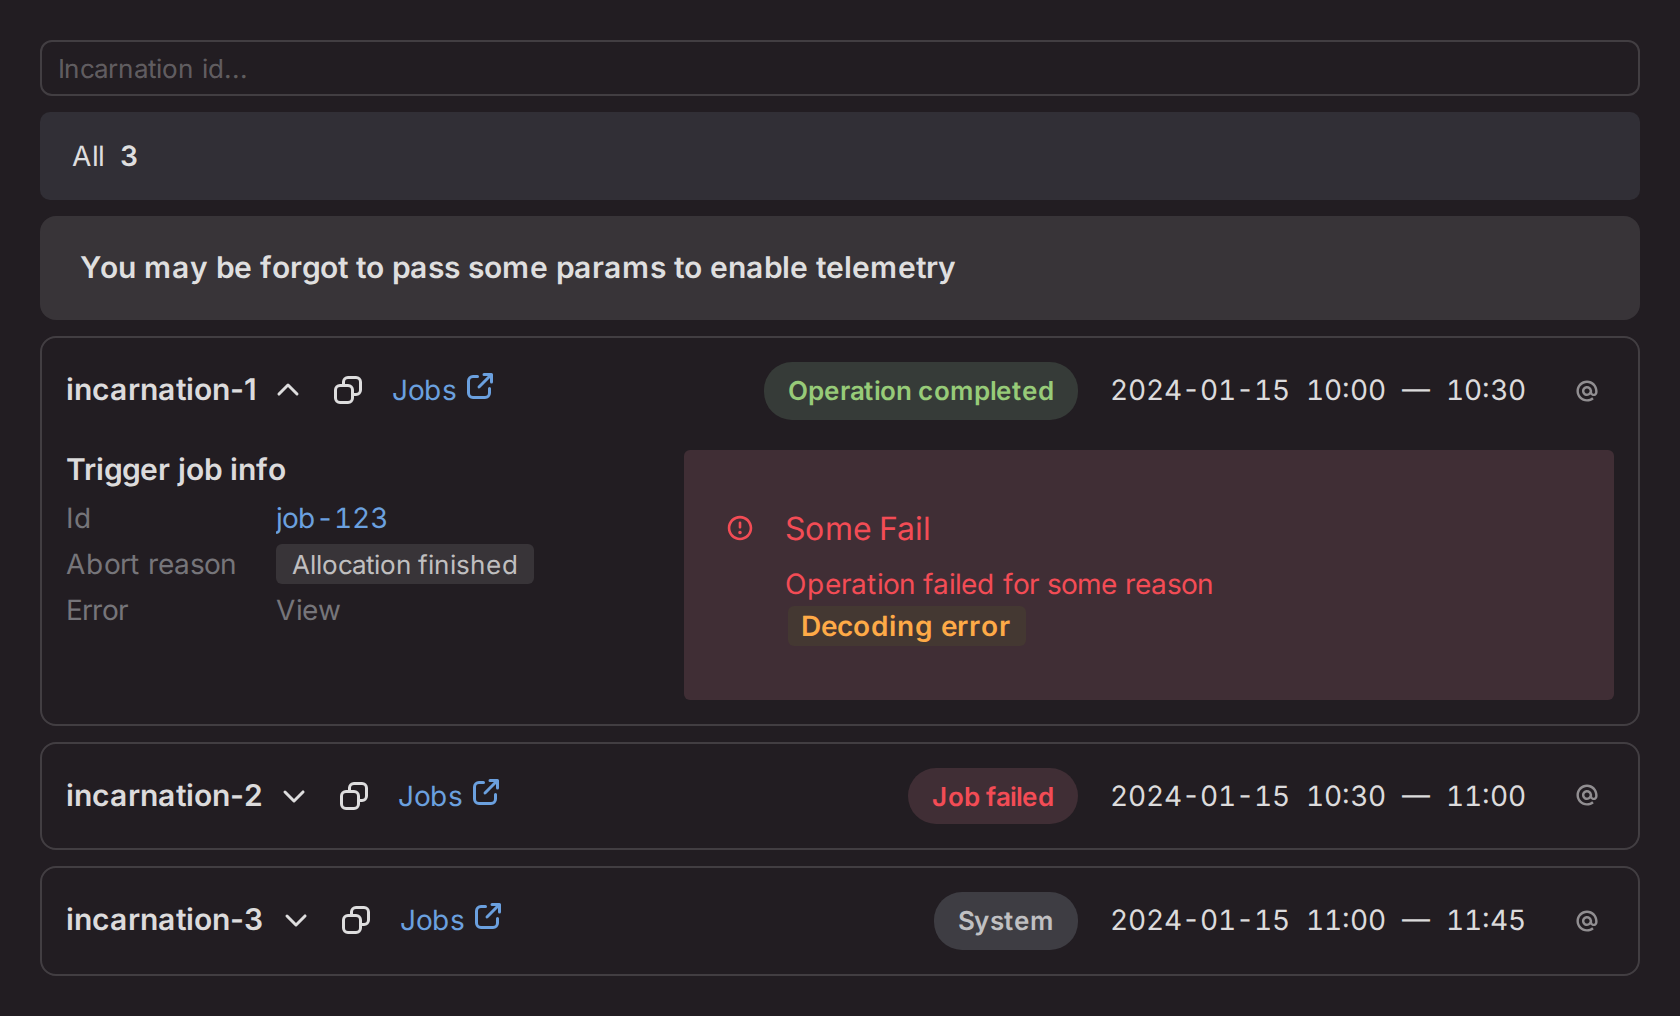 Incarnation id...
All 3
You may be forgot to pass some params to enable telemetry
incarnation-1 Jobs Operation completed 2024-01-15 10:00 — 10:30 @
Trigger job info
Id job-123
Abort reason Allocation finished
Error View
Some Fail
Operation failed for some reason
Decoding error
incarnation-2 Jobs Job failed 2024-01-15 10:30 — 11:00 @
incarnation-3 Jobs System 2024-01-15 11:00 — 11:45 @